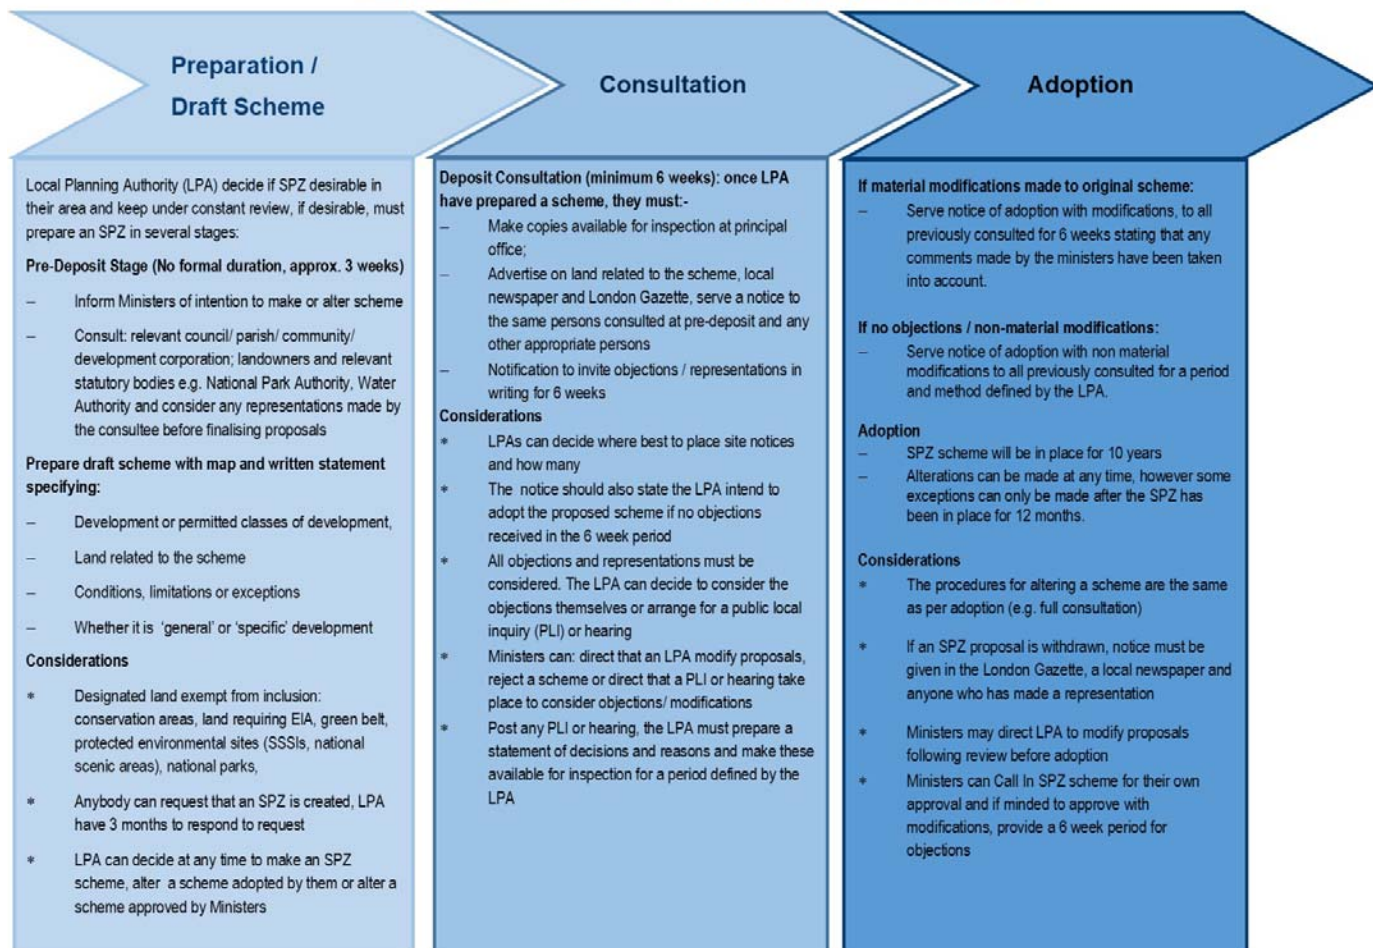 Preparation /
Draft Scheme
Local Planning Authority (LPA) decide if SPZ desirable in
their area and keep under constant review, if desirable, must
prepare an SPZ in several stages:
Pre-Deposit Stage (No formal duration, approx. 3 weeks)
– Inform Ministers of intention to make or alter scheme
– Consult: relevant council/ parish/ community/
development corporation; landowners and relevant
statutory bodies e.g. National Park Authority, Water
Authority and consider any representations made by
the consultee before finalising proposals
Prepare draft scheme with map and written statement
specifying:
– Development or permitted classes of development,
– Land related to the scheme
– Conditions, limitations or exceptions
– Whether it is ‘general’ or ‘specific’ development
Considerations
* Designated land exempt from inclusion:
conservation areas, land requiring EIA, green belt,
protected environmental sites (SSSIs, national
scenic areas), national parks,
* Anybody can request that an SPZ is created, LPA
have 3 months to respond to request
* LPA can decide at any time to make an SPZ
scheme, alter a scheme adopted by them or alter a
scheme approved by Ministers
Consultation
Deposit Consultation (minimum 6 weeks): once LPA
have prepared a scheme, they must:-
– Make copies available for inspection at principal
office;
– Advertise on land related to the scheme, local
newspaper and London Gazette, serve a notice to
the same persons consulted at pre-deposit and any
other appropriate persons
– Notification to invite objections / representations in
writing for 6 weeks
Considerations
* LPAs can decide where best to place site notices
and how many
* The notice should also state the LPA intend to
adopt the proposed scheme if no objections
received in the 6 week period
* All objections and representations must be
considered. The LPA can decide to consider the
objections themselves or arrange for a public local
inquiry (PLI) or hearing
* Ministers can: direct that an LPA modify proposals,
reject a scheme or direct that a PLI or hearing take
place to consider objections/ modifications
* Post any PLI or hearing, the LPA must prepare a
statement of decisions and reasons and make these
available for inspection for a period defined by the
LPA
Adoption
If material modifications made to original scheme:
– Serve notice of adoption with modifications, to all
previously consulted for 6 weeks stating that any
comments made by the ministers have been taken
into account.
If no objections / non-material modifications:
– Serve notice of adoption with non material
modifications to all previously consulted for a period
and method defined by the LPA.
Adoption
– SPZ scheme will be in place for 10 years
– Alterations can be made at any time, however some
exceptions can only be made after the SPZ has
been in place for 12 months.
Considerations
* The procedures for altering a scheme are the same
as per adoption (e.g. full consultation)
* If an SPZ proposal is withdrawn, notice must be
given in the London Gazette, a local newspaper and
anyone who has made a representation
* Ministers may direct LPA to modify proposals
following review before adoption
* Ministers can Call In SPZ scheme for their own
approval and if minded to approve with
modifications, provide a 6 week period for
objections